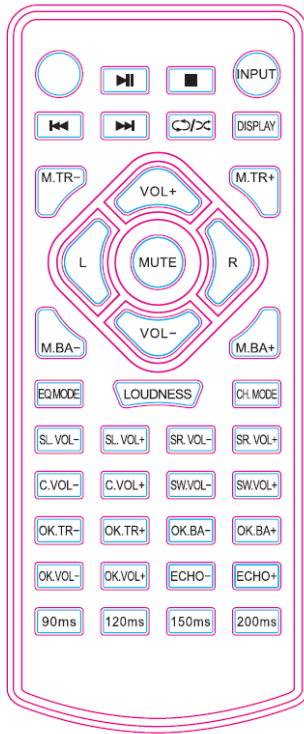 INPUT
DISPLAY
M.TR− M.TR+
VOL+
L MUTE R
VOL−
M.BA− M.BA+
EQ.MODE LOUDNESS CH. MODE
SL. VOL− SL. VOL+ SR. VOL− SR. VOL+
C.VOL− C.VOL+ SW.VOL− SW.VOL+
OK.TR− OK.TR+ OK.BA− OK.BA+
OK.VOL− OK.VOL+ ECHO− ECHO+
90ms 120ms 150ms 200ms